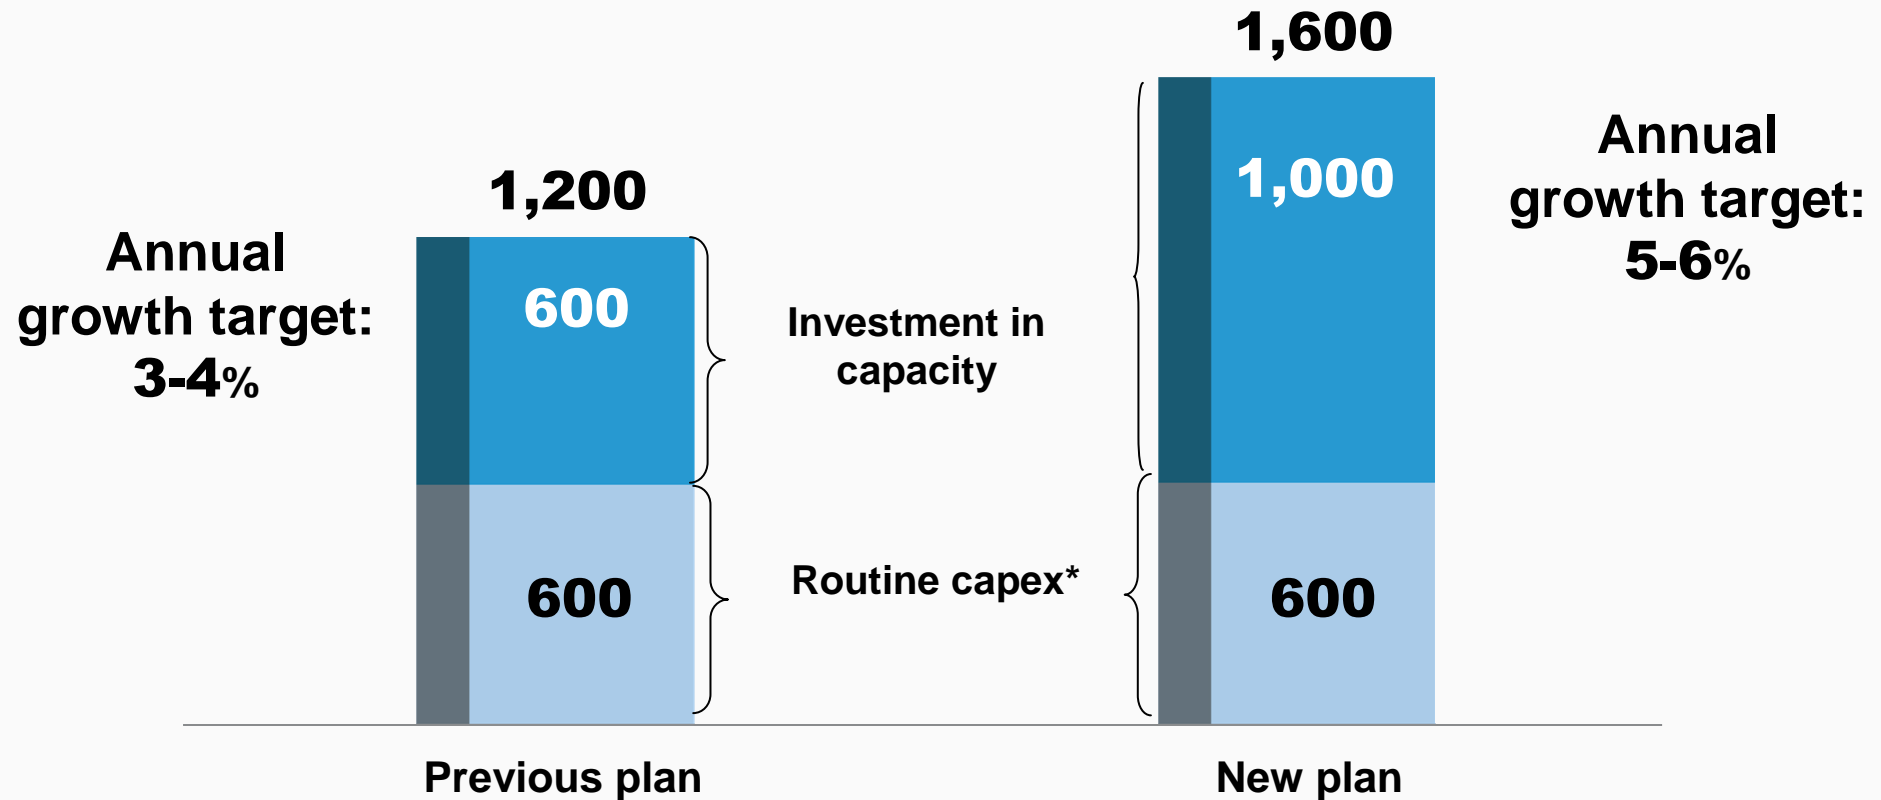 1,600
1,000
Annual
growth target:
5-6%
1,200
600
Annual
growth target:
3-4%
Investment in
capacity
Routine capex*
600
600
Previous plan
New plan